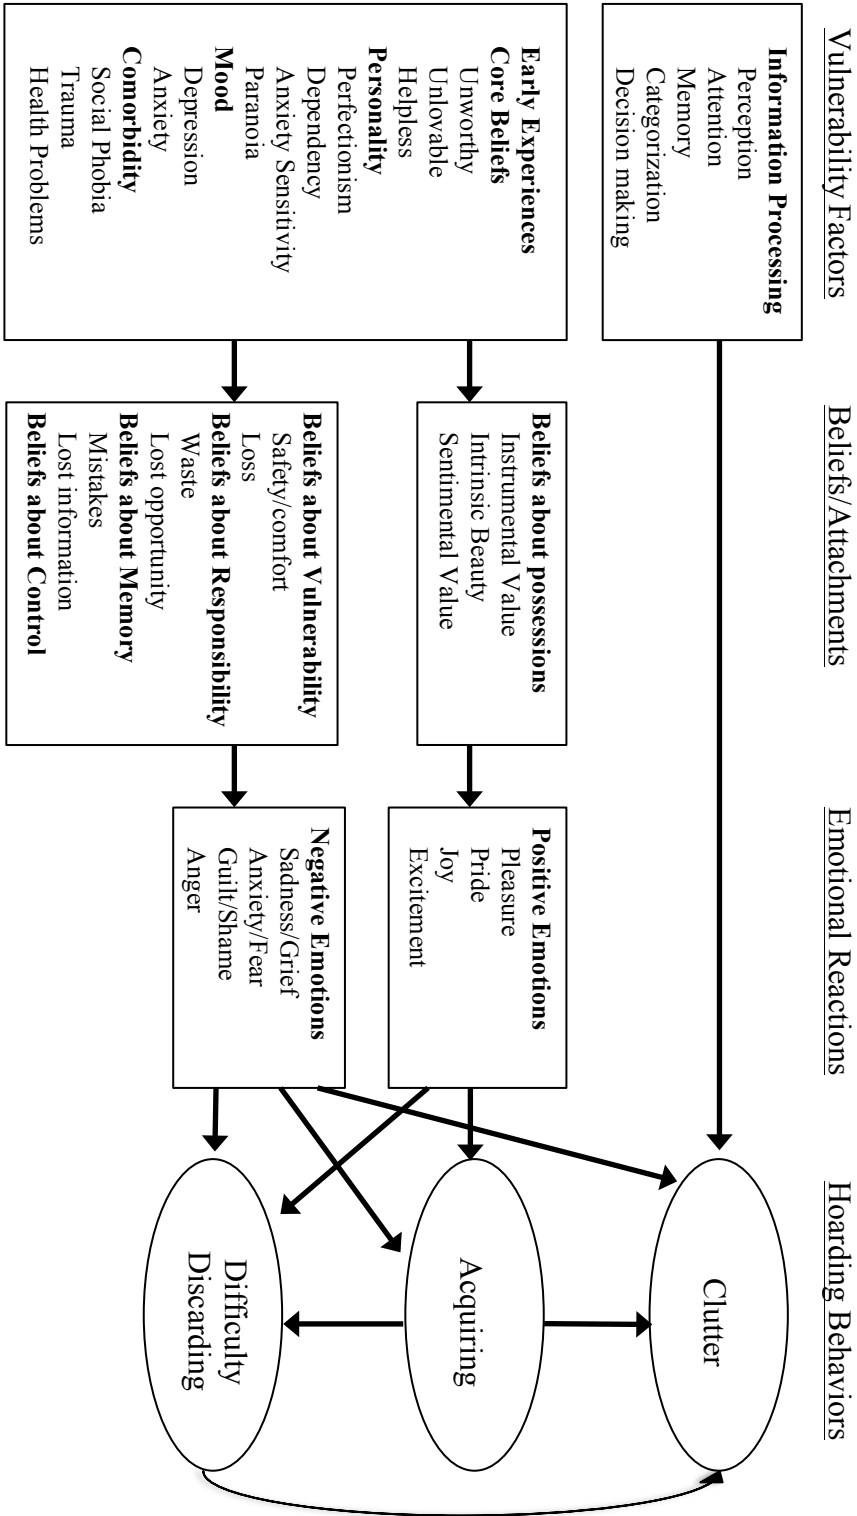 Vulnerability Factors
Beliefs/Attachments
Emotional Reactions
Hoarding Behaviors
Information Processing
Perception
Attention
Memory
Categorization
Decision making
Clutter
Early Experiences
Core Beliefs
Unworthy
Unlovable
Helpless
Personality
Perfectionism
Dependency
Anxiety Sensitivity
Paranoia
Mood
Depression
Anxiety
Comorbidity
Social Phobia
Trauma
Health Problems
Beliefs about possessions
Instrumental Value
Intrinsic Beauty
Sentimental Value
Positive Emotions
Pleasure
Pride
Joy
Excitement
Acquiring
Beliefs about Vulnerability
Safety/comfort
Loss
Beliefs about Responsibility
Waste
Lost opportunity
Beliefs about Memory
Mistakes
Lost information
Beliefs about Control
Negative Emotions
Sadness/Grief
Anxiety/Fear
Guilt/Shame
Anger
Difficulty
Discarding